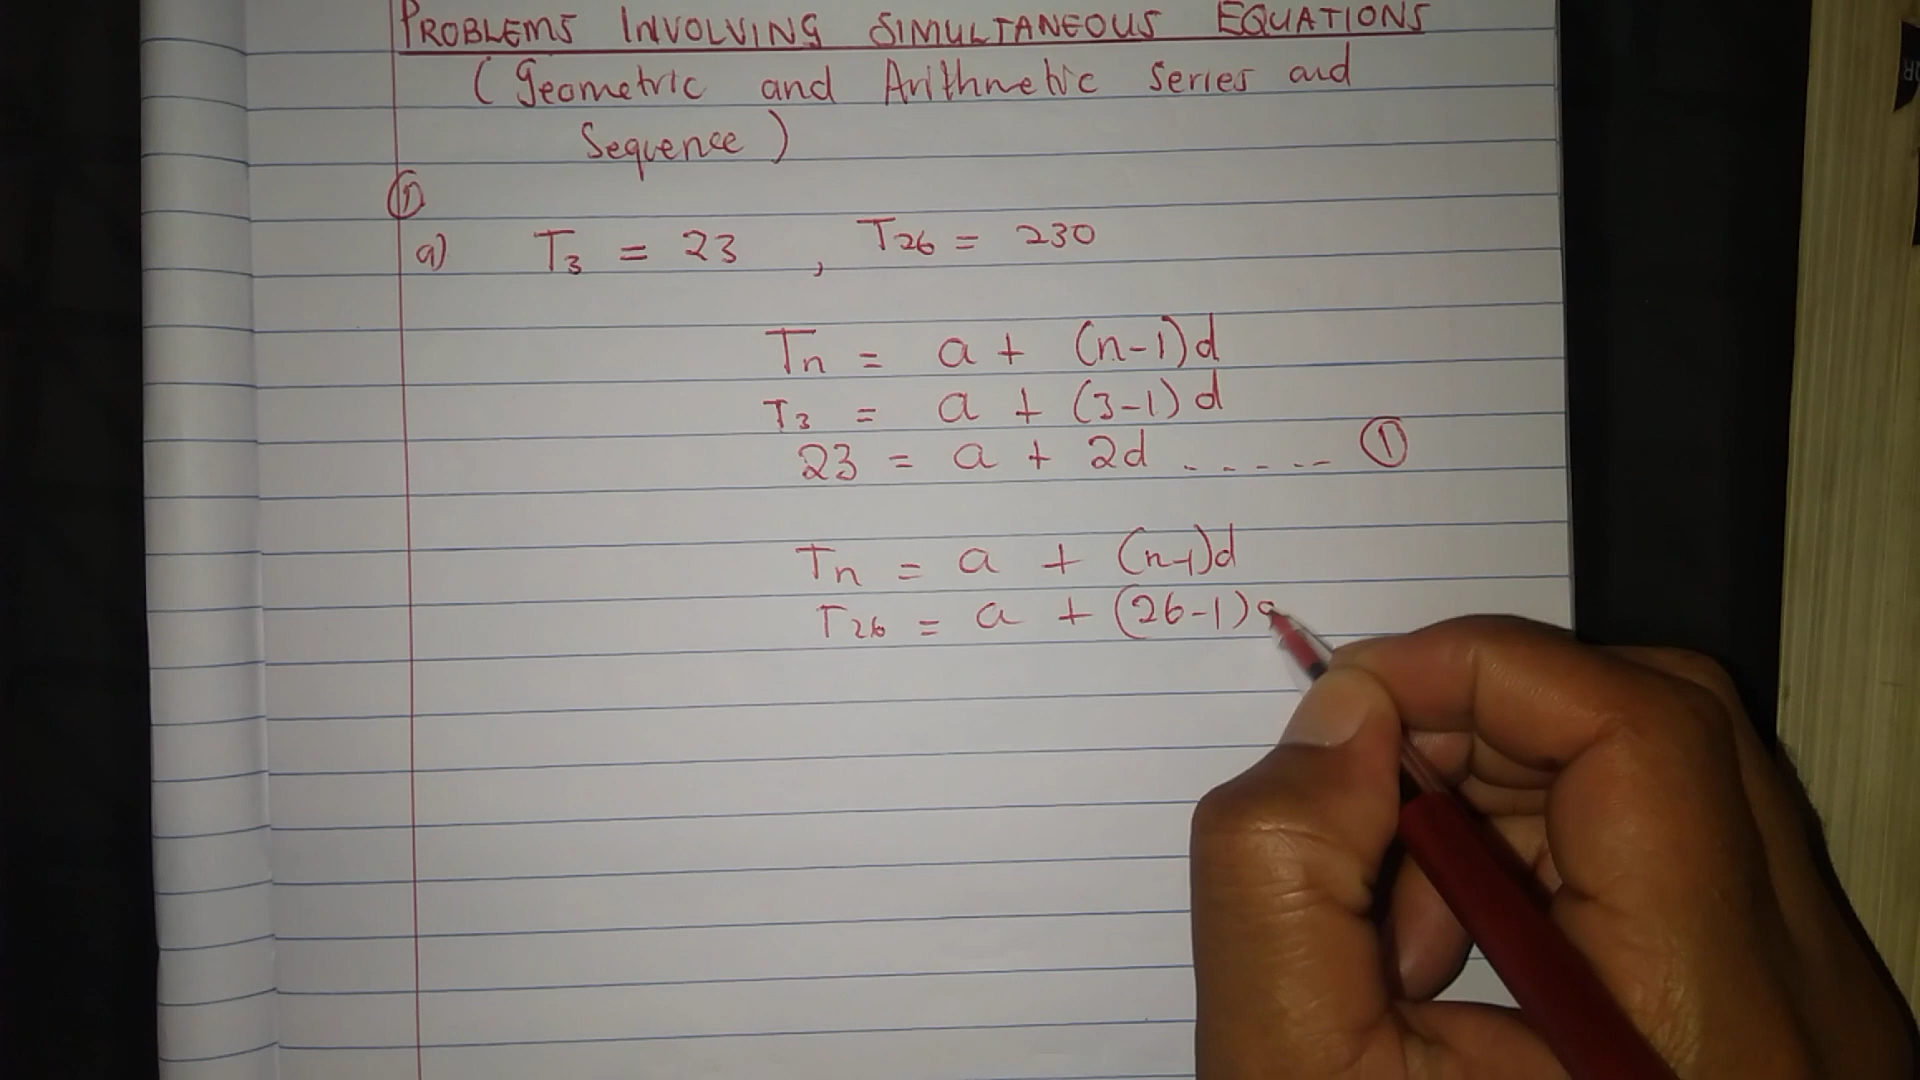 PROBLEMS INVOLVING SIMULTANEOUS EQUATIONS
(Geometric and Arithmetic series and
Sequence)
①
a) T₃ = 23 , T₂₆ = 230
Tn = a + (n-1)d
T₃ = a + (3-1)d
23 = a + 2d ..... ①
Tn = a + (n-1)d
T₂₆ = a + (26-1)